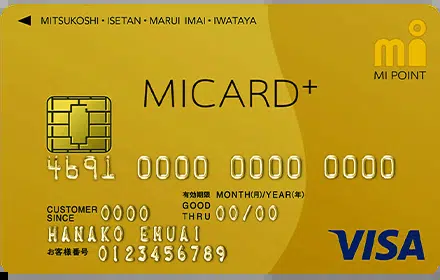 MITSUKOSHI・ISETAN・MARUI IMAI・IWATAYA
mi
MI POINT
MICARD+
4691 0000 0000 0000
有効期限 MONTH(月)/YEAR(年)
CUSTOMER SINCE 0000 GOOD THRU 00/00
HANAKO EMUAI
お客様番号 0123456789
VISA